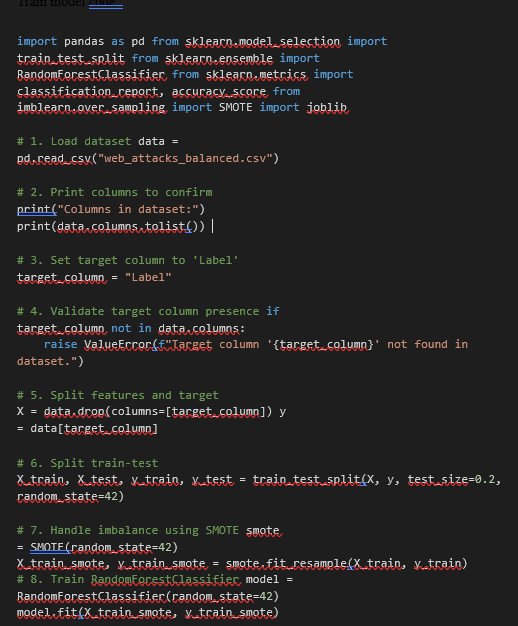 Train model code
import pandas as pd from sklearn.model_selection import
train_test_split from sklearn.ensemble import
RandomForestClassifier from sklearn.metrics import
classification_report, accuracy_score from
imblearn.over_sampling import SMOTE import joblib
# 1. Load dataset data =
pd.read_csv("web_attacks_balanced.csv")
# 2. Print columns to confirm
print("Columns in dataset:")
print(data.columns.tolist())
# 3. Set target column to 'Label'
target_column = "Label"
# 4. Validate target column presence if
target_column not in data.columns:
    raise ValueError(f"Target column '{target_column}' not found in
dataset.")
# 5. Split features and target
X = data.drop(columns=[target_column]) y
= data[target_column]
# 6. Split train-test
X_train, X_test, y_train, y_test = train_test_split(X, y, test_size=0.2,
random_state=42)
# 7. Handle imbalance using SMOTE smote
= SMOTE(random_state=42)
X_train_smote, y_train_smote = smote.fit_resample(X_train, y_train)
# 8. Train RandomForestClassifier model =
RandomForestClassifier(random_state=42)
model.fit(X_train_smote, y_train_smote)